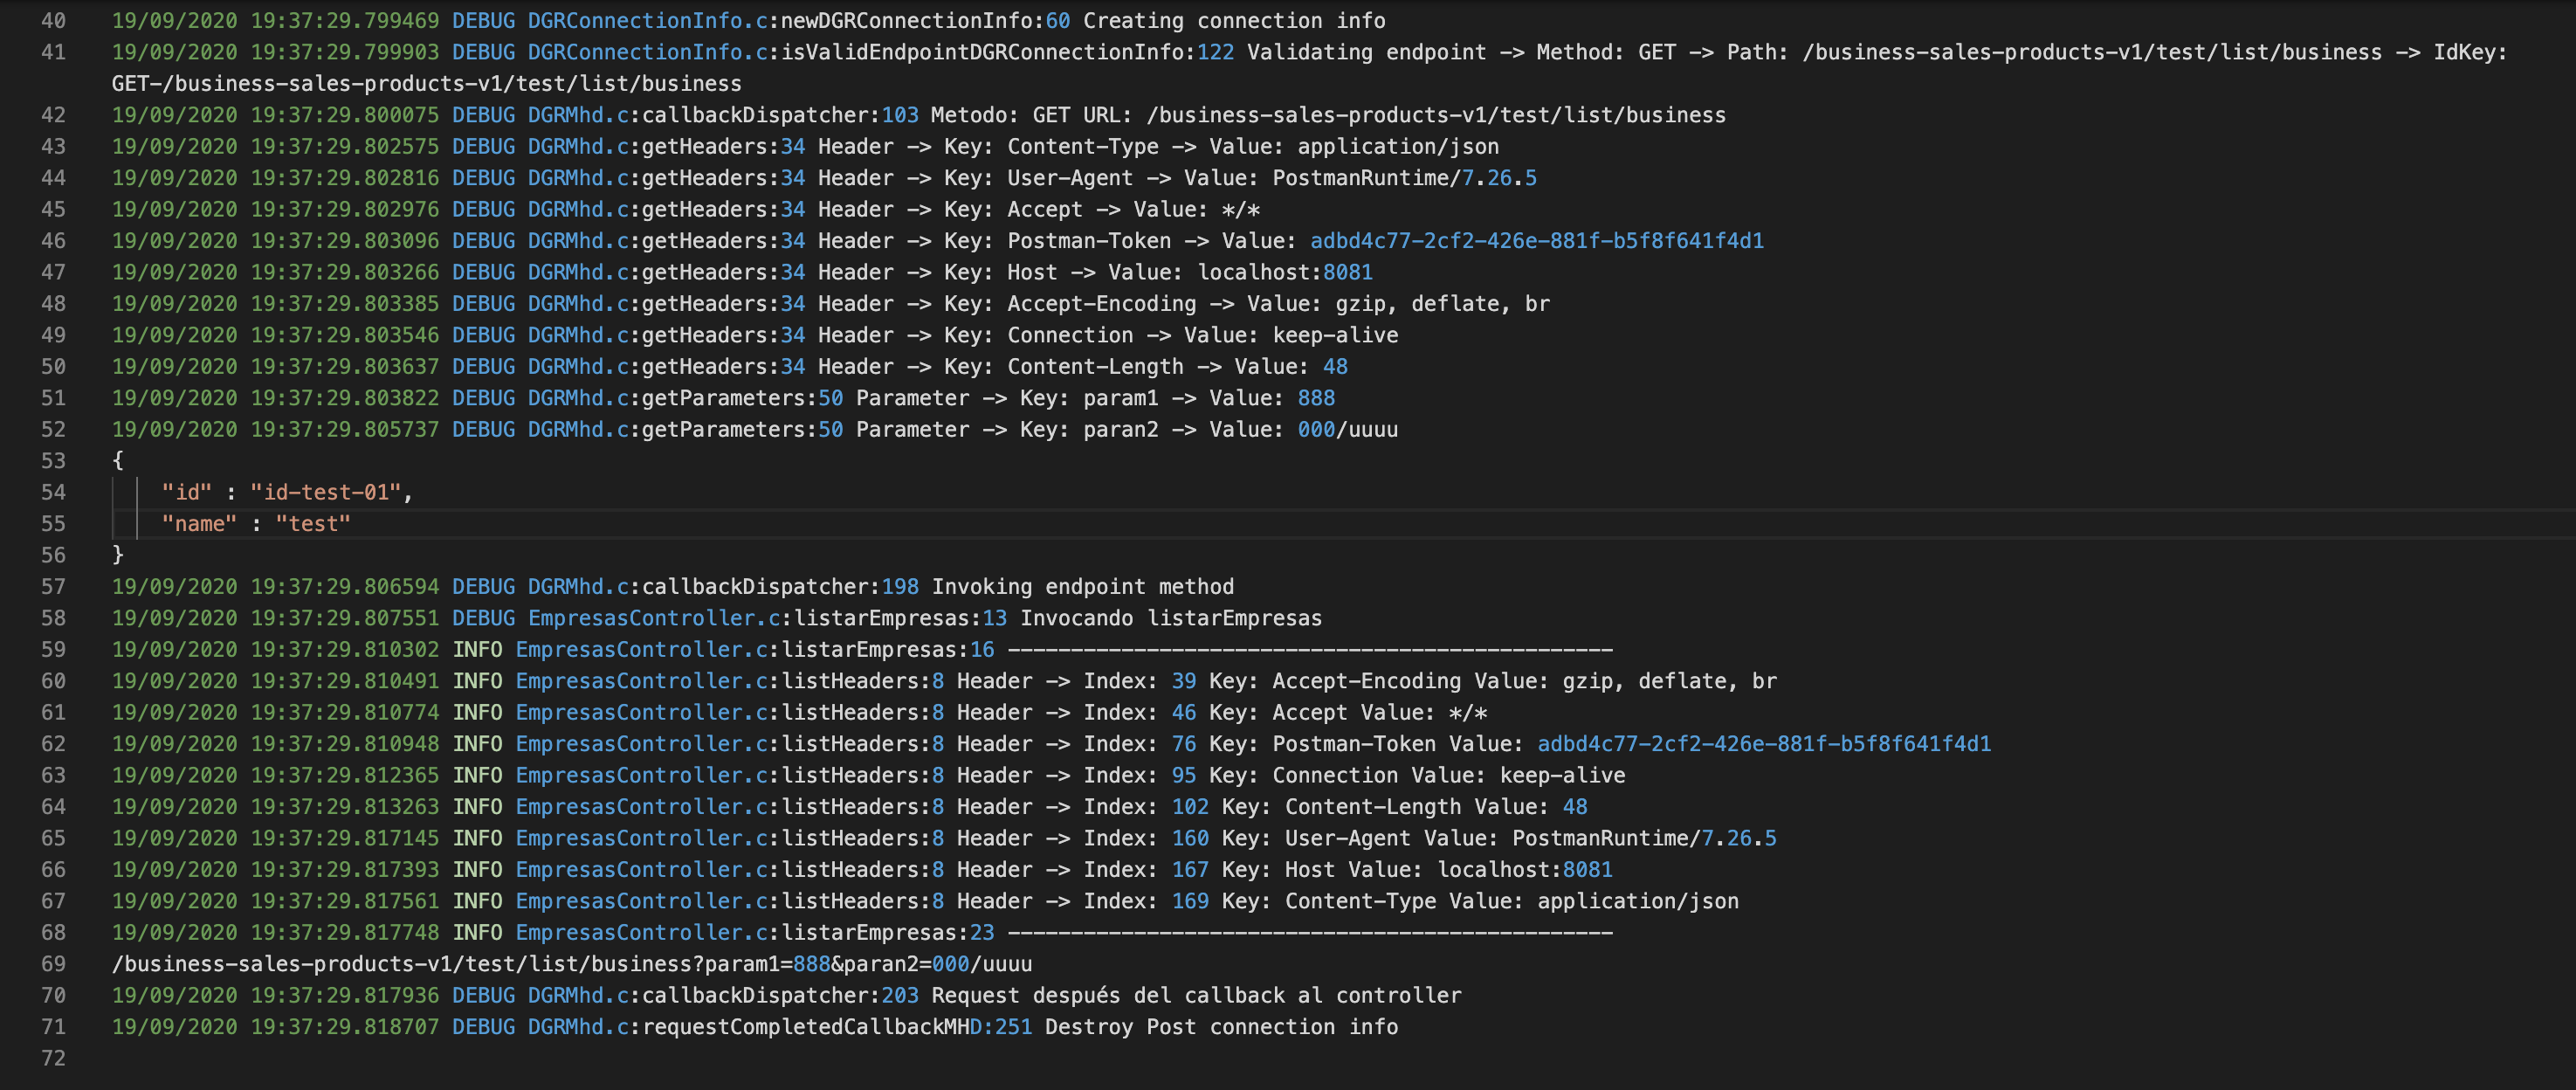 40 19/09/2020 19:37:29.799469 DEBUG DGRConnectionInfo.c:newDGRConnectionInfo:60 Creating connection info
41 19/09/2020 19:37:29.799903 DEBUG DGRConnectionInfo.c:isValidEndpointDGRConnectionInfo:122 Validating endpoint -> Method: GET -> Path: /business-sales-products-v1/test/list/business -> IdKey:
GET-/business-sales-products-v1/test/list/business
42 19/09/2020 19:37:29.800075 DEBUG DGRMhd.c:callbackDispatcher:103 Metodo: GET URL: /business-sales-products-v1/test/list/business
43 19/09/2020 19:37:29.802575 DEBUG DGRMhd.c:getHeaders:34 Header -> Key: Content-Type -> Value: application/json
44 19/09/2020 19:37:29.802816 DEBUG DGRMhd.c:getHeaders:34 Header -> Key: User-Agent -> Value: PostmanRuntime/7.26.5
45 19/09/2020 19:37:29.802976 DEBUG DGRMhd.c:getHeaders:34 Header -> Key: Accept -> Value: */*
46 19/09/2020 19:37:29.803096 DEBUG DGRMhd.c:getHeaders:34 Header -> Key: Postman-Token -> Value: adbd4c77-2cf2-426e-881f-b5f8f641f4d1
47 19/09/2020 19:37:29.803266 DEBUG DGRMhd.c:getHeaders:34 Header -> Key: Host -> Value: localhost:8081
48 19/09/2020 19:37:29.803385 DEBUG DGRMhd.c:getHeaders:34 Header -> Key: Accept-Encoding -> Value: gzip, deflate, br
49 19/09/2020 19:37:29.803546 DEBUG DGRMhd.c:getHeaders:34 Header -> Key: Connection -> Value: keep-alive
50 19/09/2020 19:37:29.803637 DEBUG DGRMhd.c:getHeaders:34 Header -> Key: Content-Length -> Value: 48
51 19/09/2020 19:37:29.803822 DEBUG DGRMhd.c:getParameters:50 Parameter -> Key: param1 -> Value: 888
52 19/09/2020 19:37:29.805737 DEBUG DGRMhd.c:getParameters:50 Parameter -> Key: paran2 -> Value: 000/uuuu
53 {
54 "id" : "id-test-01",
55 "name" : "test"
56 }
57 19/09/2020 19:37:29.806594 DEBUG DGRMhd.c:callbackDispatcher:198 Invoking endpoint method
58 19/09/2020 19:37:29.807551 DEBUG EmpresasController.c:listarEmpresas:13 Invocando listarEmpresas
59 19/09/2020 19:37:29.810302 INFO EmpresasController.c:listarEmpresas:16 ------------------------------------------------
60 19/09/2020 19:37:29.810491 INFO EmpresasController.c:listHeaders:8 Header -> Index: 39 Key: Accept-Encoding Value: gzip, deflate, br
61 19/09/2020 19:37:29.810774 INFO EmpresasController.c:listHeaders:8 Header -> Index: 46 Key: Accept Value: */*
62 19/09/2020 19:37:29.810948 INFO EmpresasController.c:listHeaders:8 Header -> Index: 76 Key: Postman-Token Value: adbd4c77-2cf2-426e-881f-b5f8f641f4d1
63 19/09/2020 19:37:29.812365 INFO EmpresasController.c:listHeaders:8 Header -> Index: 95 Key: Connection Value: keep-alive
64 19/09/2020 19:37:29.813263 INFO EmpresasController.c:listHeaders:8 Header -> Index: 102 Key: Content-Length Value: 48
65 19/09/2020 19:37:29.817145 INFO EmpresasController.c:listHeaders:8 Header -> Index: 160 Key: User-Agent Value: PostmanRuntime/7.26.5
66 19/09/2020 19:37:29.817393 INFO EmpresasController.c:listHeaders:8 Header -> Index: 167 Key: Host Value: localhost:8081
67 19/09/2020 19:37:29.817561 INFO EmpresasController.c:listHeaders:8 Header -> Index: 169 Key: Content-Type Value: application/json
68 19/09/2020 19:37:29.817748 INFO EmpresasController.c:listarEmpresas:23 ------------------------------------------------
69 /business-sales-products-v1/test/list/business?param1=888&paran2=000/uuuu
70 19/09/2020 19:37:29.817936 DEBUG DGRMhd.c:callbackDispatcher:203 Request después del callback al controller
71 19/09/2020 19:37:29.818707 DEBUG DGRMhd.c:requestCompletedCallbackMHD:251 Destroy Post connection info
72